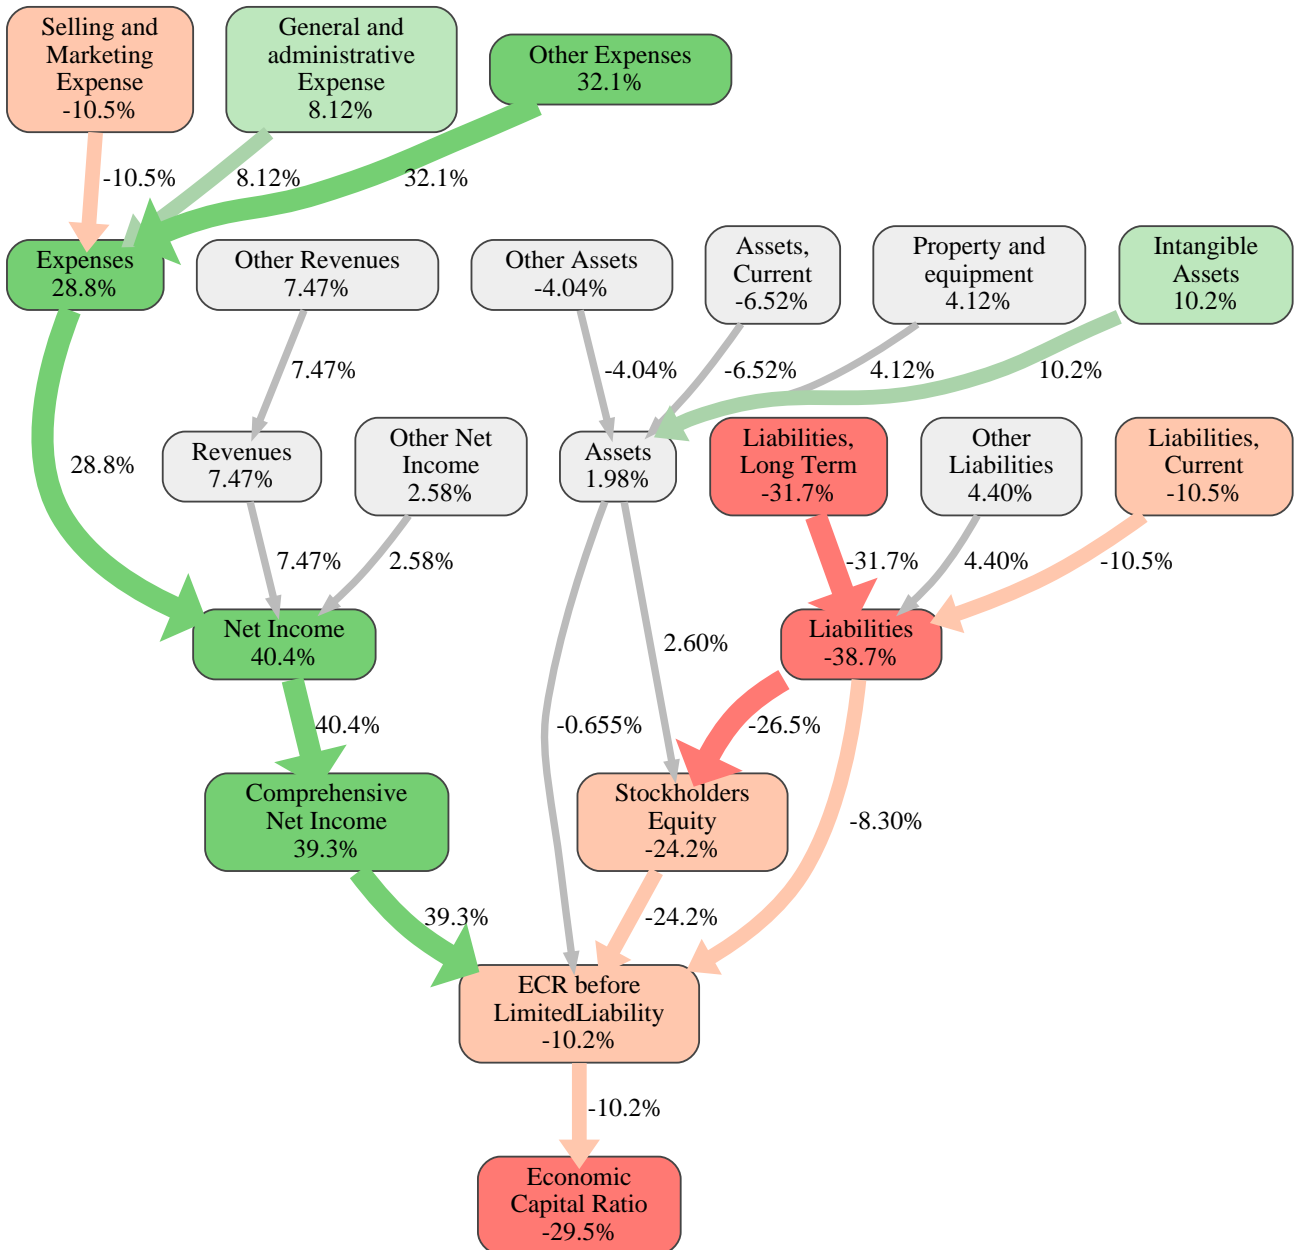 Selling and
Marketing
Expense
-10.5%
General and
administrative
Expense
8.12%
Other Expenses
32.1%
-10.5%
8.12%
32.1%
Expenses
28.8%
Other Revenues
7.47%
Other Assets
-4.04%
Assets,
Current
-6.52%
Property and
equipment
4.12%
Intangible
Assets
10.2%
7.47%
-4.04%
-6.52%
4.12%
10.2%
28.8%
Revenues
7.47%
Other Net
Income
2.58%
Assets
1.98%
Liabilities,
Long Term
-31.7%
Other
Liabilities
4.40%
Liabilities,
Current
-10.5%
7.47%
2.58%
-31.7%
4.40%
-10.5%
Net Income
40.4%
2.60%
Liabilities
-38.7%
40.4%
-0.655%
-26.5%
Comprehensive
Net Income
39.3%
Stockholders
Equity
-24.2%
-8.30%
39.3%
-24.2%
ECR before
LimitedLiability
-10.2%
-10.2%
Economic
Capital Ratio
-29.5%